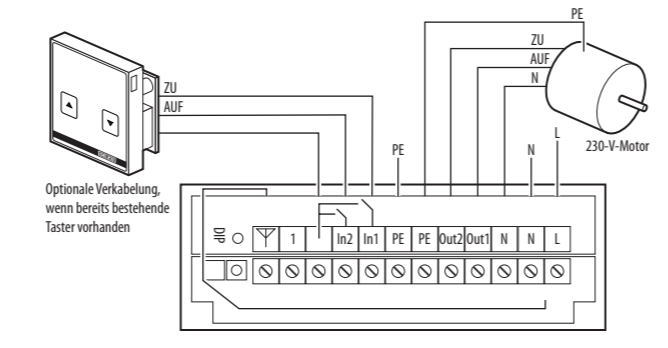 PE
ZU
AUF
N
L
230-V-Motor
ZU
AUF
PE
N
Optionale Verkabelung,
wenn bereits bestehende
Taster vorhanden
DIP
1 In2 In1 PE PE Out2 Out1 N N L